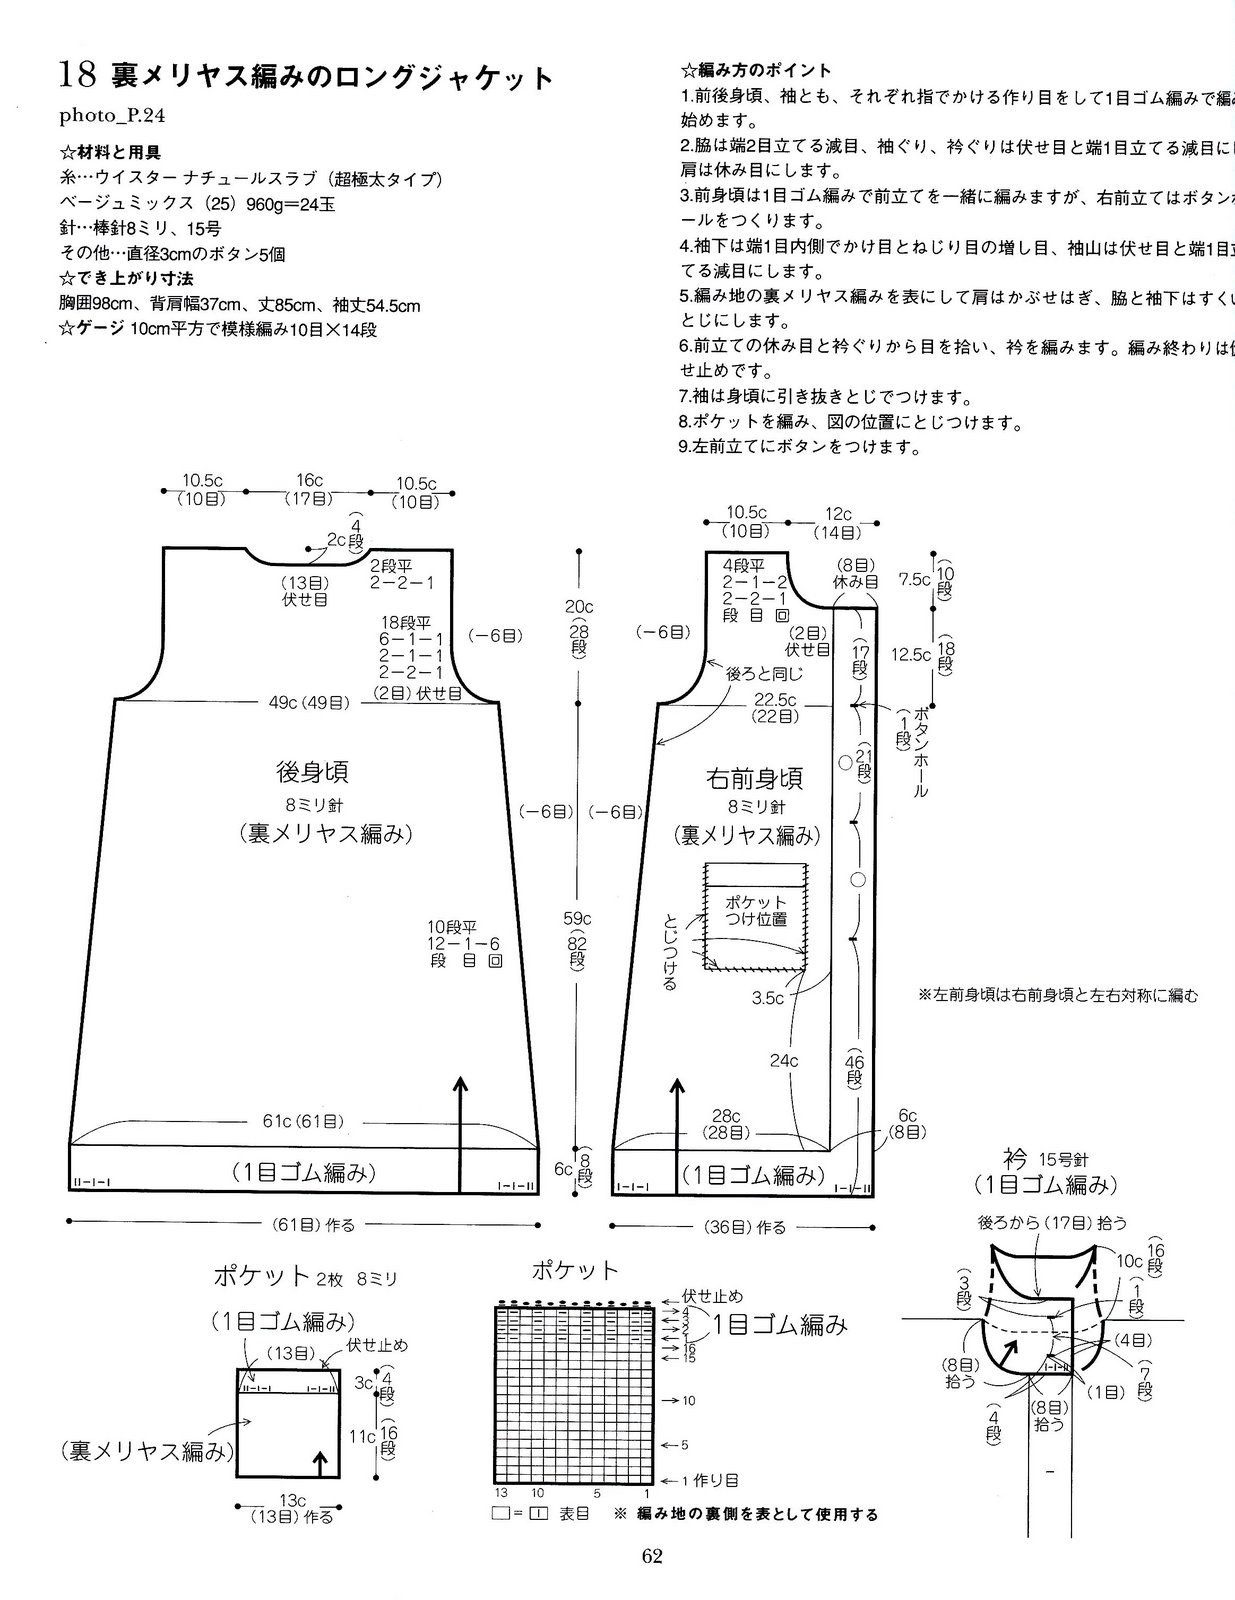 18 裏メリヤス編みのロングジャケット
photo_P.24
☆材料と用具
糸…ウイスター ナチュールスラブ（超極太タイプ）
ベージュミックス（25）960g＝24玉
針…棒針8ミリ、15号
その他…直径3cmのボタン5個
☆でき上がり寸法
胸囲98cm、背肩幅37cm、丈85cm、袖丈54.5cm
☆ゲージ 10cm平方で模様編み10目×14段
☆編み方のポイント
1.前後身頃、袖とも、それぞれ指でかける作り目をして1目ゴム編みで編み
始めます。
2.脇は端2目立てる減目、袖ぐり、衿ぐりは伏せ目と端1目立てる減目に
肩は休み目にします。
3.前身頃は1目ゴム編みで前立てを一緒に編みますが、右前立てはボタン
ールをつくります。
4.袖下は端1目内側でかけ目とねじり目の増し目、袖山は伏せ目と端1目
てる減目にします。
5.編み地の裏メリヤス編みを表にして肩はかぶせはぎ、脇と袖下はすくい
とじにします。
6.前立ての休み目と衿ぐりから目を拾い、衿を編みます。編み終わりは
せ止めです。
7.袖は身頃に引き抜きとじでつけます。
8.ポケットを編み、図の位置にとじつけます。
9.左前立てにボタンをつけます。
10.5c 16c 10.5c
（10目）（17目）（10目）
2c（4段）
（13目）
伏せ目
2段平
2－2－1
18段平
6－1－1
2－1－1
2－2－1
（2目）伏せ目
（－6目）
49c（49目）
後身頃
8ミリ針
（裏メリヤス編み）
（－6目）
10段平
12－1－6
段 目 回
61c（61目）
（1目ゴム編み）
II-I-I
I-I-II
（61目）作る
20c（28段）
59c（82段）
6c（8段）
10.5c 12c
（10目）（14目）
4段平
2－1－2
2－2－1
段 目 回
（8目）
休み目
7.5c（10段）
（2目）
伏せ目
（－6目）
（17段）
12.5c（18段）
後ろと同じ
22.5c
（22目）
（1段）
ボタンホール
（21段）
右前身頃
8ミリ針
（裏メリヤス編み）
（－6目）
ポケット
つけ位置
とじつける
3.5c
24c
（46段）
28c
（28目）
6c
（8目）
（1目ゴム編み）
I-I-I
I-I-II
（36目）作る
※左前身頃は右前身頃と左右対称に編む
衿 15号針
（1目ゴム編み）
後ろから（17目）拾う
10c（16段）
（3段）
（1段）
（4目）
I-I-II
（8目）
拾う
（7段）
（1目）
（8目）
拾う
（4段）
ポケット 2枚 8ミリ
（1目ゴム編み）
（13目）
伏せ止め
II-I-I
I-I-II
3c（4段）
11c（16段）
（裏メリヤス編み）
13c
（13目）作る
ポケット
伏せ止め
4
3
2
1
1目ゴム編み
16
15
10
5
1 作り目
13 10 5 1
□＝｜ 表目 ※ 編み地の裏側を表として使用する
62